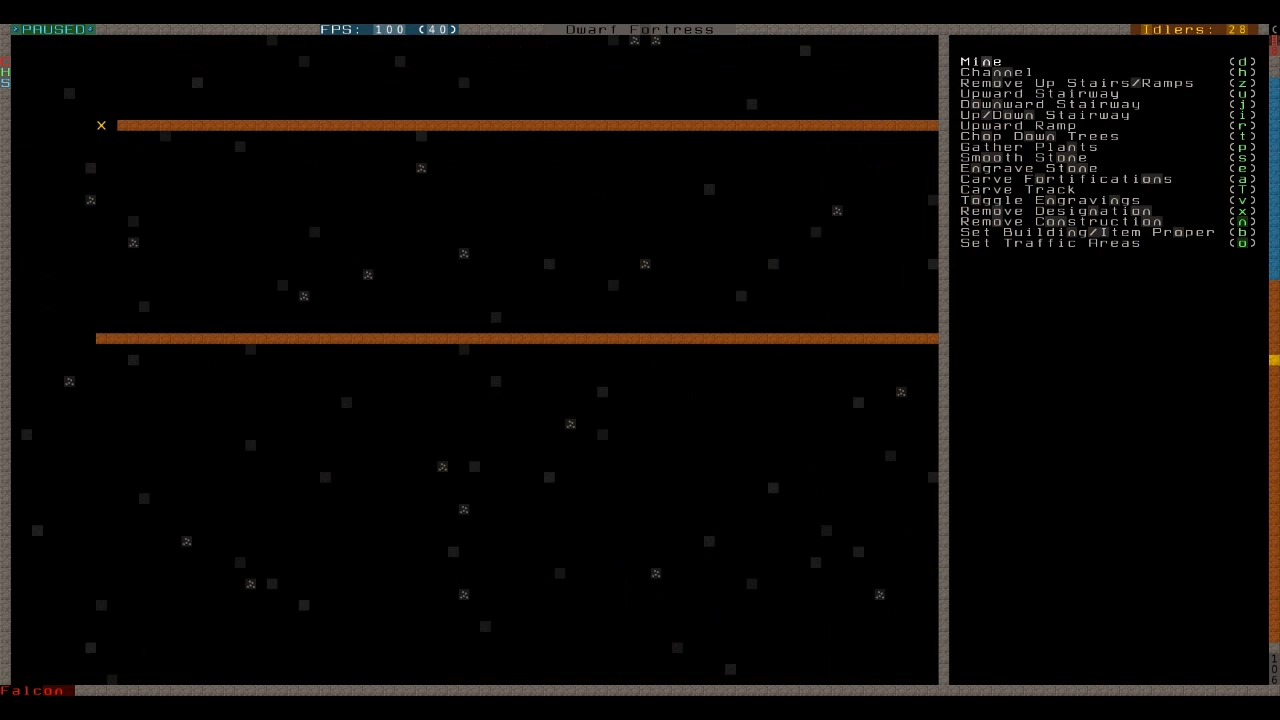 *PAUSED* FPS: 100 (40) Dwarf Fortress Idlers: 28
Mine (d)
Channel (h)
Remove Up Stairs/Ramps (z)
Upward Stairway (u)
Downward Stairway (j)
Up/Down Stairway (i)
Upward Ramp (r)
Chop Down Trees (t)
Gather Plants (p)
Smooth Stone (s)
Engrave Stone (e)
Carve Fortifications (a)
Carve Track (T)
Toggle Engravings (v)
Remove Designation (x)
Remove Construction (n)
Set Building/Item Proper (b)
Set Traffic Areas (o)
X
H
S
106
Falcon